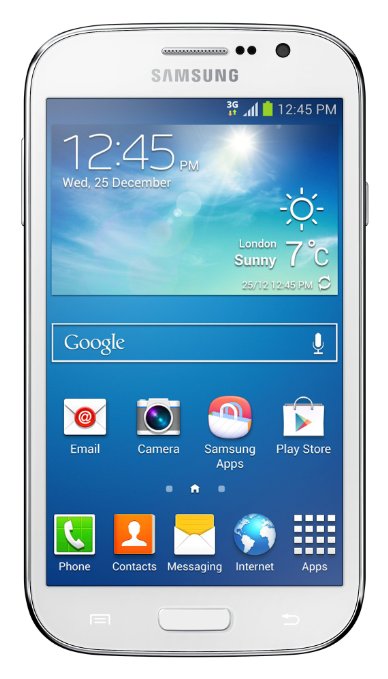 SAMSUNG
3G 12:45 PM
12:45 PM
Wed, 25 December
London
Sunny 7°C
25/12 12:45 PM
Google
Email Camera Samsung Apps Play Store
Phone Contacts Messaging Internet Apps